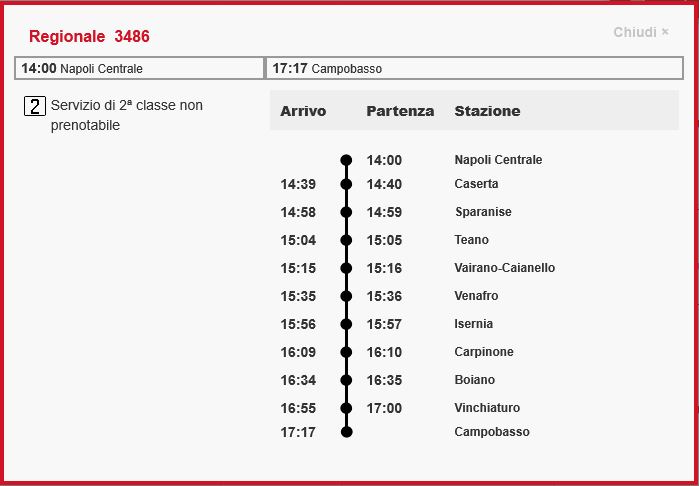 Regionale 3486
Chiudi ×
14:00 Napoli Centrale
17:17 Campobasso
2 Servizio di 2ª classe non
prenotabile
Arrivo Partenza Stazione
14:00 Napoli Centrale
14:39 14:40 Caserta
14:58 14:59 Sparanise
15:04 15:05 Teano
15:15 15:16 Vairano-Caianello
15:35 15:36 Venafro
15:56 15:57 Isernia
16:09 16:10 Carpinone
16:34 16:35 Boiano
16:55 17:00 Vinchiaturo
17:17 Campobasso